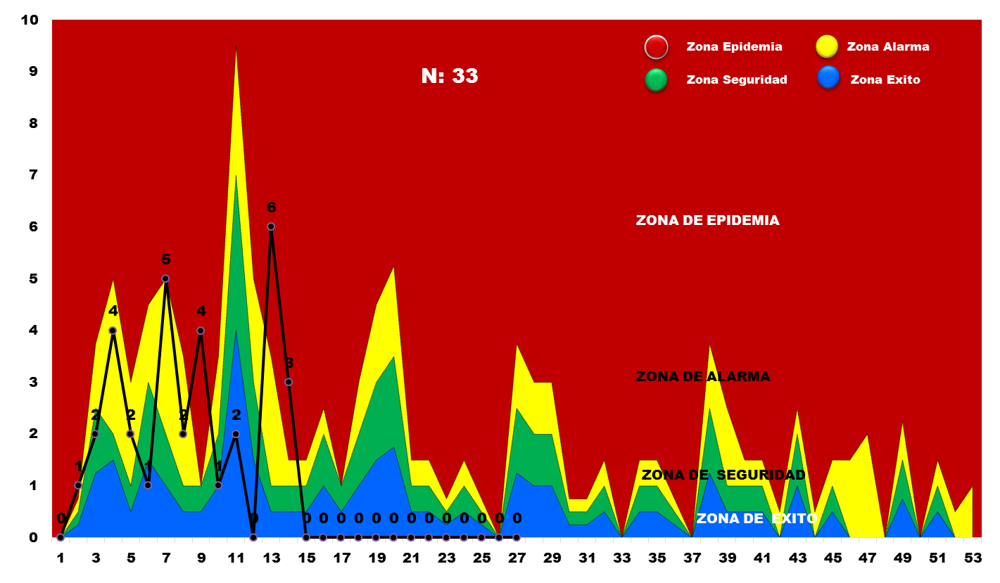 10
9
8
7
6
5
4
3
2
1
0
N: 33
Zona Epidemia
Zona Alarma
Zona Seguridad
Zona Exito
ZONA DE EPIDEMIA
ZONA DE ALARMA
ZONA DE  SEGURIDAD
ZONA DE  EXITO
0 1 2 4 2 1 5 2 4 1 2 0 6 3 0 0 0 0 0 0 0 0 0 0 0 0 0
1 3 5 7 9 11 13 15 17 19 21 23 25 27 29 31 33 35 37 39 41 43 45 47 49 51 53